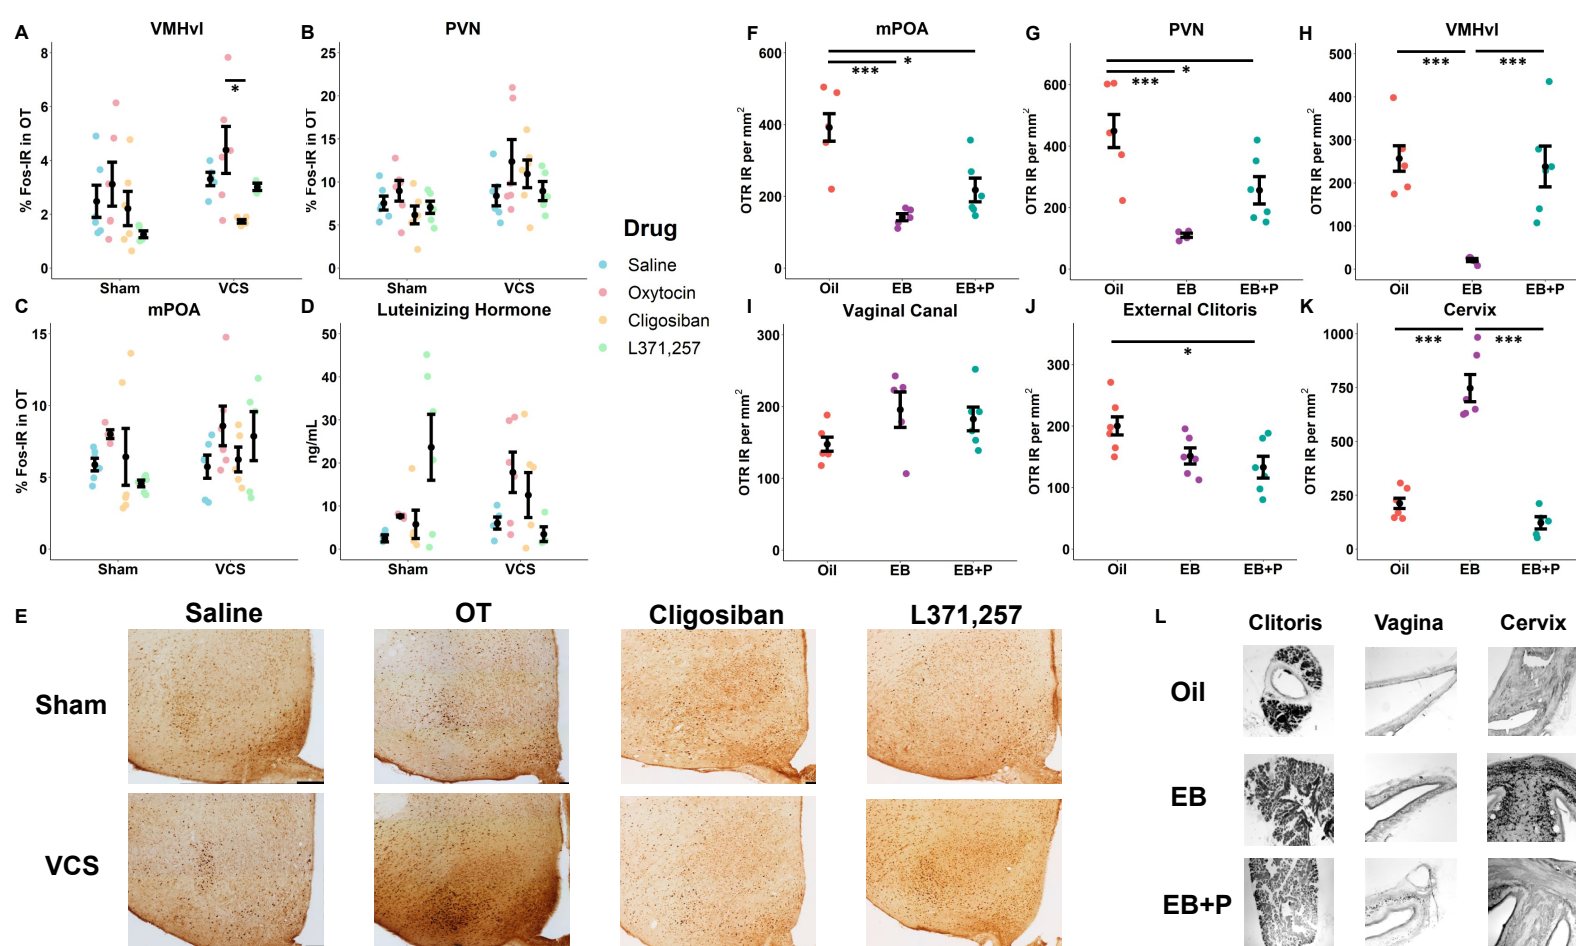 A
VMHvl
% Fos-IR in OT
8
6
4
2
0
*
Sham
VCS
B
PVN
% Fos-IR in OT
25
20
15
10
5
0
Sham
VCS
C
mPOA
% Fos-IR in OT
15
10
5
0
Sham
VCS
D
Luteinizing Hormone
ng/mL
50
40
30
20
10
0
Sham
VCS
Drug
Saline
Oxytocin
Cligosiban
L371,257
F
mPOA
OTR IR per mm2
600
400
200
0
***
*
Oil
EB
EB+P
G
PVN
OTR IR per mm2
600
400
200
0
***
*
Oil
EB
EB+P
H
VMHvl
OTR IR per mm2
500
400
300
200
100
0
***
***
Oil
EB
EB+P
I
Vaginal Canal
OTR IR per mm2
300
200
100
0
Oil
EB
EB+P
J
External Clitoris
OTR IR per mm2
300
200
100
0
*
Oil
EB
EB+P
K
Cervix
OTR IR per mm2
1000
750
500
250
0
***
***
Oil
EB
EB+P
E
Saline
OT
Cligosiban
L371,257
Sham
VCS
L
Clitoris
Vagina
Cervix
Oil
EB
EB+P